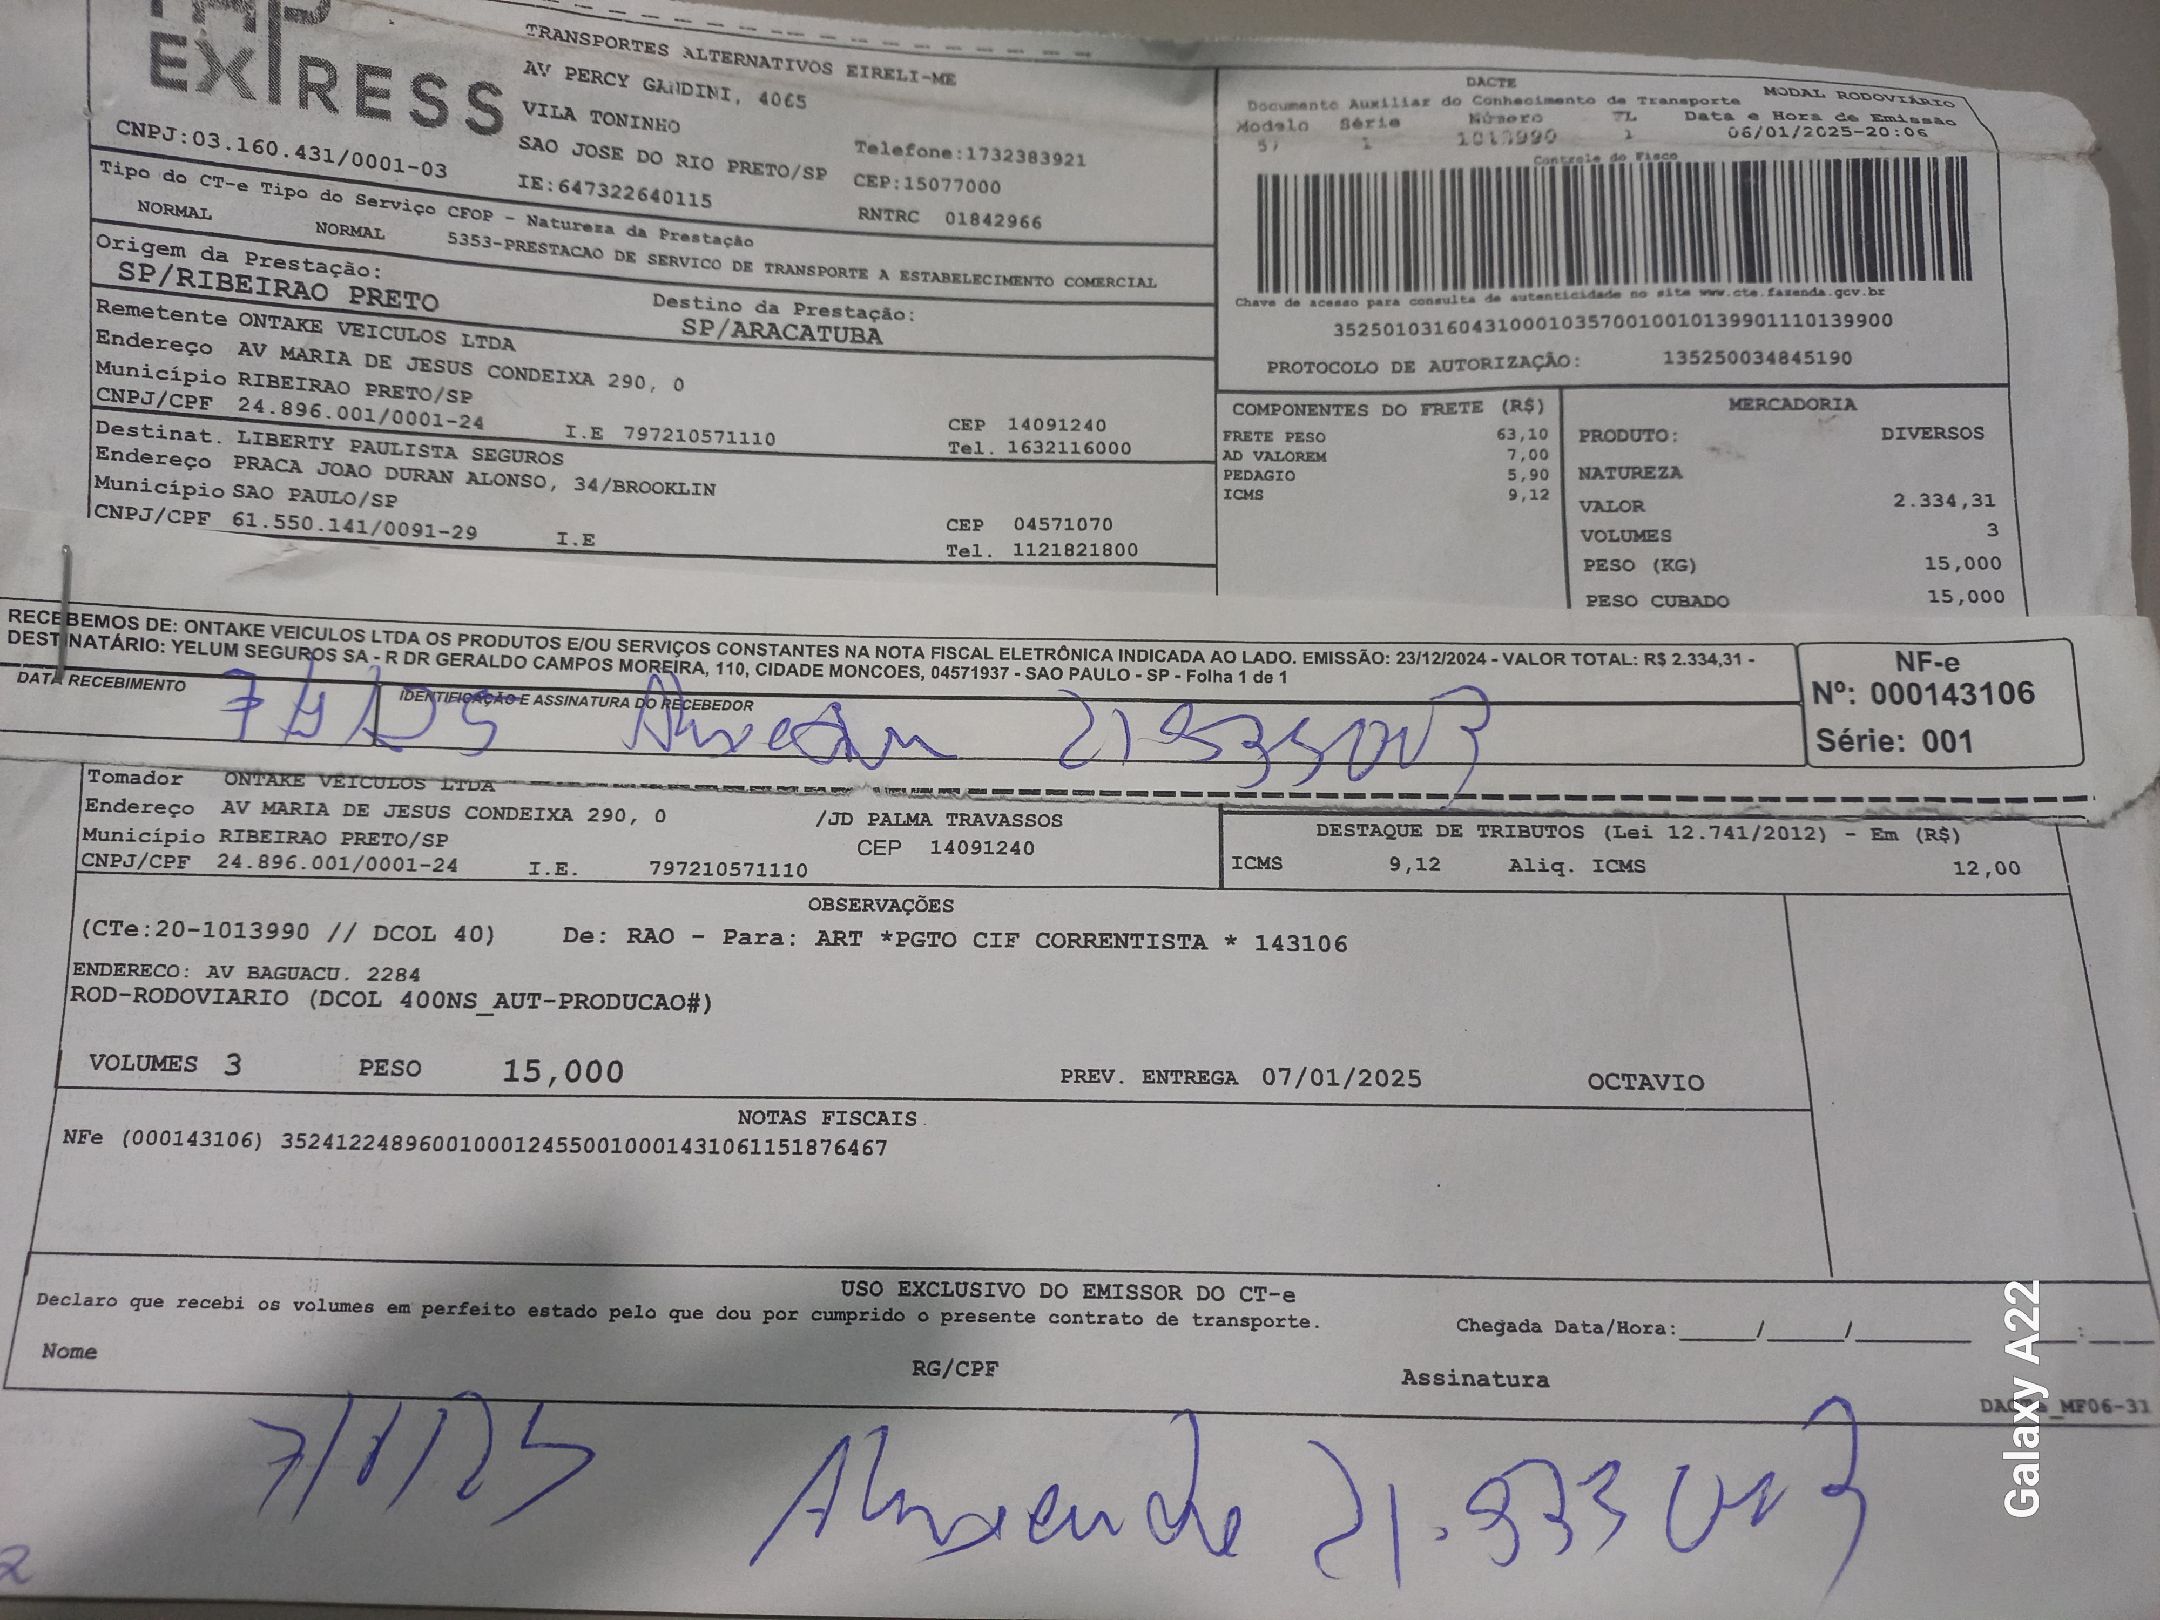 EXPRESS
TRANSPORTES ALTERNATIVOS EIRELI-ME
AV PERCY GANDINI, 4065
VILA TONINHO
SAO JOSE DO RIO PRETO/SP
Telefone:1732383921
CEP:15077000
CNPJ:03.160.431/0001-03
IE:647322640115
RNTRC 01842966
DACTE
MODAL RODOVIÁRIO
Documento Auxiliar do Conhecimento de Transporte
Modelo Série Número FL Data e Hora de Emissão
57 1 1013990 1 06/01/2025-20:06
Controle do Fisco
Chave de acesso para consulta de autenticidade no site www.cte.fazenda.gov.br
35250103160431000103570010010139901110139900
PROTOCOLO DE AUTORIZAÇÃO: 135250034845190
Tipo do CT-e Tipo do Serviço CFOP - Natureza da Prestação
NORMAL NORMAL 5353-PRESTACAO DE SERVICO DE TRANSPORTE A ESTABELECIMENTO COMERCIAL
Origem da Prestação:
SP/RIBEIRAO PRETO
Destino da Prestação:
SP/ARACATUBA
Remetente ONTAKE VEICULOS LTDA
Endereço AV MARIA DE JESUS CONDEIXA 290, 0
Município RIBEIRAO PRETO/SP
CEP 14091240
CNPJ/CPF 24.896.001/0001-24 I.E 797210571110
Tel. 1632116000
Destinat. LIBERTY PAULISTA SEGUROS
Endereço PRACA JOAO DURAN ALONSO, 34/BROOKLIN
Município SAO PAULO/SP
CEP 04571070
CNPJ/CPF 61.550.141/0091-29 I.E
Tel. 1121821800
COMPONENTES DO FRETE (R$)
FRETE PESO 63,10
AD VALOREM 7,00
PEDAGIO 5,90
ICMS 9,12
MERCADORIA
PRODUTO: DIVERSOS
NATUREZA
VALOR 2.334,31
VOLUMES 3
PESO (KG) 15,000
PESO CUBADO 15,000
RECEBEMOS DE: ONTAKE VEICULOS LTDA OS PRODUTOS E/OU SERVIÇOS CONSTANTES NA NOTA FISCAL ELETRÔNICA INDICADA AO LADO. EMISSÃO: 23/12/2024 - VALOR TOTAL: R$ 2.334,31 -
DESTINATÁRIO: YELUM SEGUROS SA - R DR GERALDO CAMPOS MOREIRA, 110, CIDADE MONCOES, 04571937 - SAO PAULO - SP - Folha 1 de 1
DATA RECEBIMENTO
IDENTIFICAÇÃO E ASSINATURA DO RECEBEDOR
NF-e
Nº: 000143106
Série: 001
Tomador ONTAKE VEICULOS LTDA
Endereço AV MARIA DE JESUS CONDEIXA 290, 0 /JD PALMA TRAVASSOS
Município RIBEIRAO PRETO/SP CEP 14091240
CNPJ/CPF 24.896.001/0001-24 I.E. 797210571110
DESTAQUE DE TRIBUTOS (Lei 12.741/2012) - Em (R$)
ICMS 9,12 Aliq. ICMS 12,00
OBSERVAÇÕES
(CTe:20-1013990 // DCOL 40) De: RAO - Para: ART *PGTO CIF CORRENTISTA * 143106
ENDERECO: AV BAGUACU. 2284
ROD-RODOVIARIO (DCOL 400NS_AUT-PRODUCAO#)
VOLUMES 3 PESO 15,000 PREV. ENTREGA 07/01/2025 OCTAVIO
NOTAS FISCAIS
NFe (000143106) 35241224896001000124550010001431061151876467
USO EXCLUSIVO DO EMISSOR DO CT-e
Declaro que recebi os volumes em perfeito estado pelo que dou por cumprido o presente contrato de transporte.
Chegada Data/Hora:_____/_____/_______ ___:___
Nome RG/CPF Assinatura
7/1/25
Galaxy A22